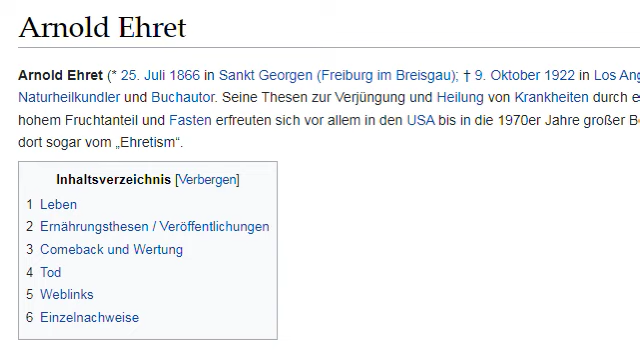 Arnold Ehret
Arnold Ehret (* 25. Juli 1866 in Sankt Georgen (Freiburg im Breisgau); † 9. Oktober 1922 in Los An
Naturheilkundler und Buchautor. Seine Thesen zur Verjüngung und Heilung von Krankheiten durch e
hohem Fruchtanteil und Fasten erfreuten sich vor allem in den USA bis in die 1970er Jahre großer B
dort sogar vom „Ehretism“.
Inhaltsverzeichnis [Verbergen]
1 Leben
2 Ernährungsthesen / Veröffentlichungen
3 Comeback und Wertung
4 Tod
5 Weblinks
6 Einzelnachweise